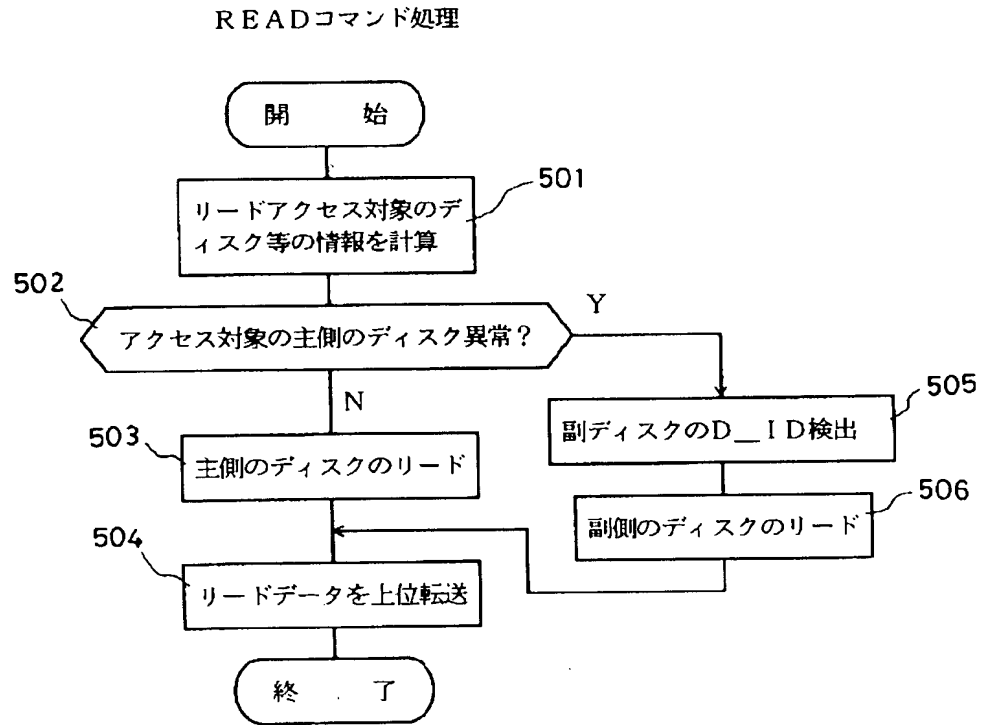 READコマンド処理
開 始
501
リードアクセス対象のデ
ィスク等の情報を計算
502
アクセス対象の主側のディスク異常?
Y
N
505
副ディスクのD__ID検出
503
主側のディスクのリード
506
副側のディスクのリード
504
リードデータを上位転送
終 了